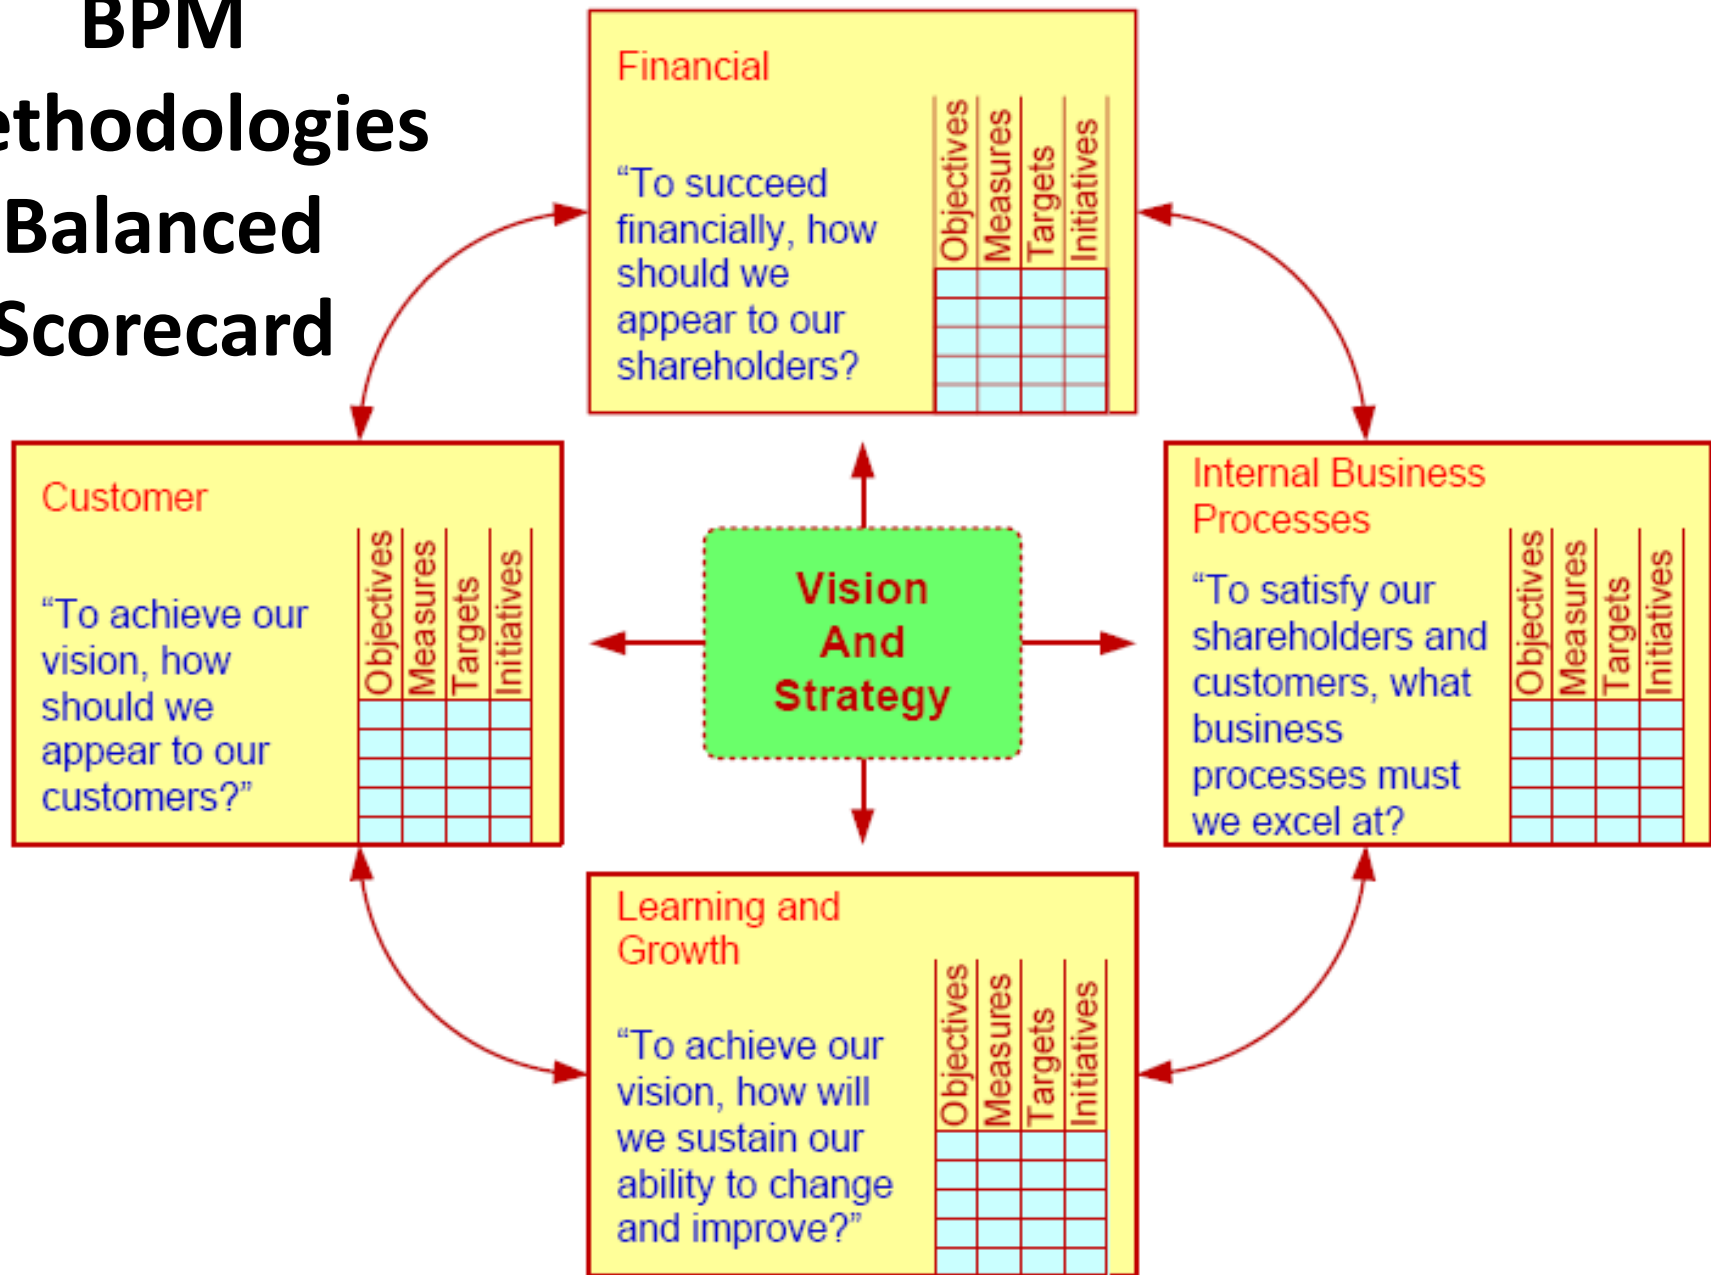 BPM
ethodologies
Balanced
Scorecard
Financial
“To succeed
financially, how
should we
appear to our
shareholders?
Objectives
Measures
Targets
Initiatives
Customer
“To achieve our
vision, how
should we
appear to our
customers?”
Objectives
Measures
Targets
Initiatives
Vision
And
Strategy
Internal Business
Processes
“To satisfy our
shareholders and
customers, what
business
processes must
we excel at?
Objectives
Measures
Targets
Initiatives
Learning and
Growth
“To achieve our
vision, how will
we sustain our
ability to change
and improve?”
Objectives
Measures
Targets
Initiatives